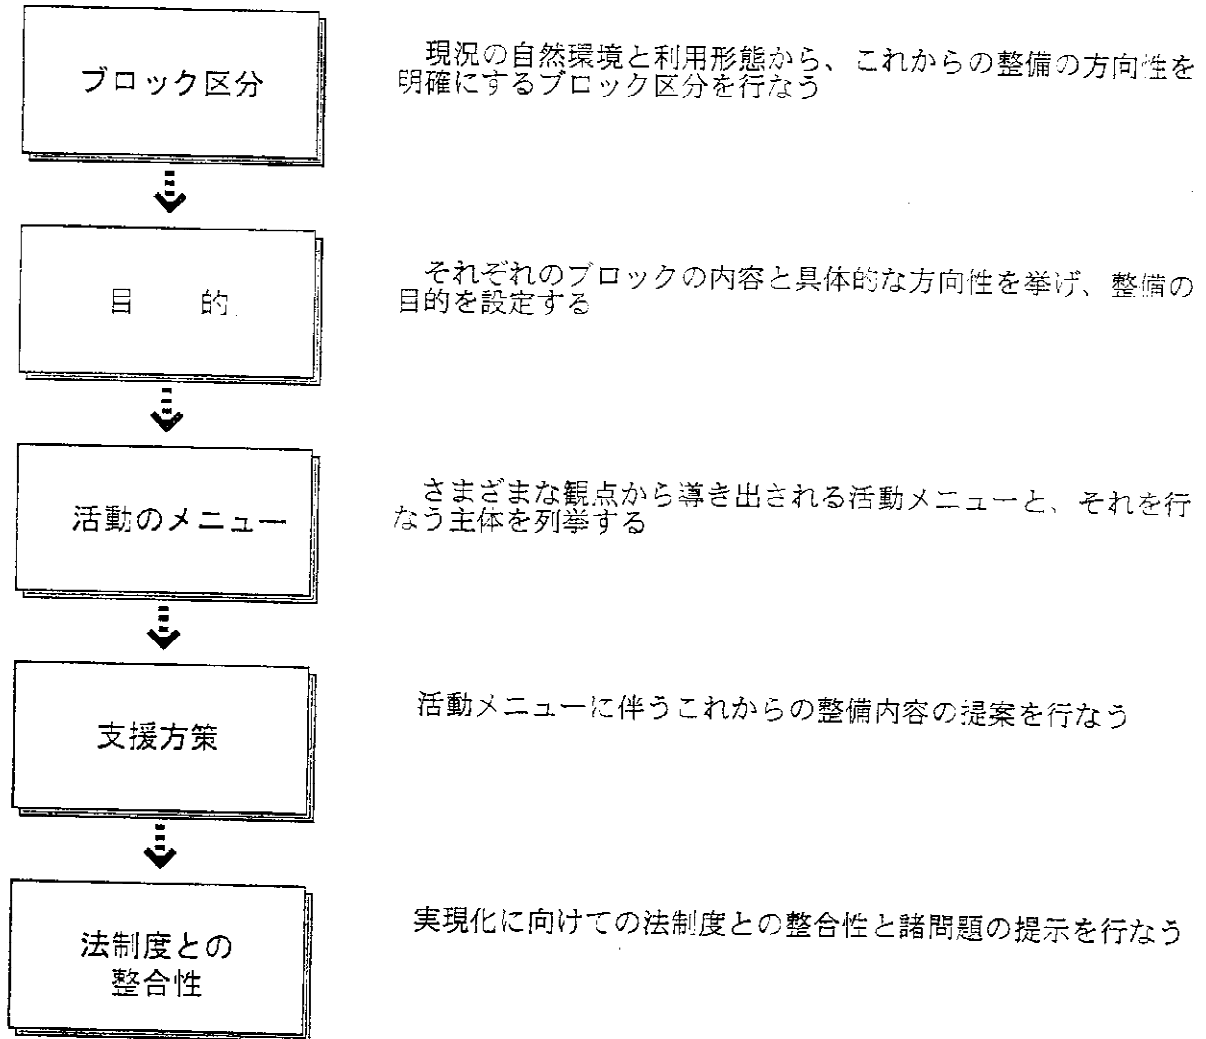 ブロック区分
現況の自然環境と利用形態から、これからの整備の方向性を
明確にするブロック区分を行なう
目 的
それぞれのブロックの内容と具体的な方向性を挙げ、整備の
目的を設定する
活動のメニュー
さまざまな観点から導き出される活動メニューと、それを行
なう主体を列挙する
支援方策
活動メニューに伴うこれからの整備内容の提案を行なう
法制度との
整合性
実現化に向けての法制度との整合性と諸問題の提示を行なう